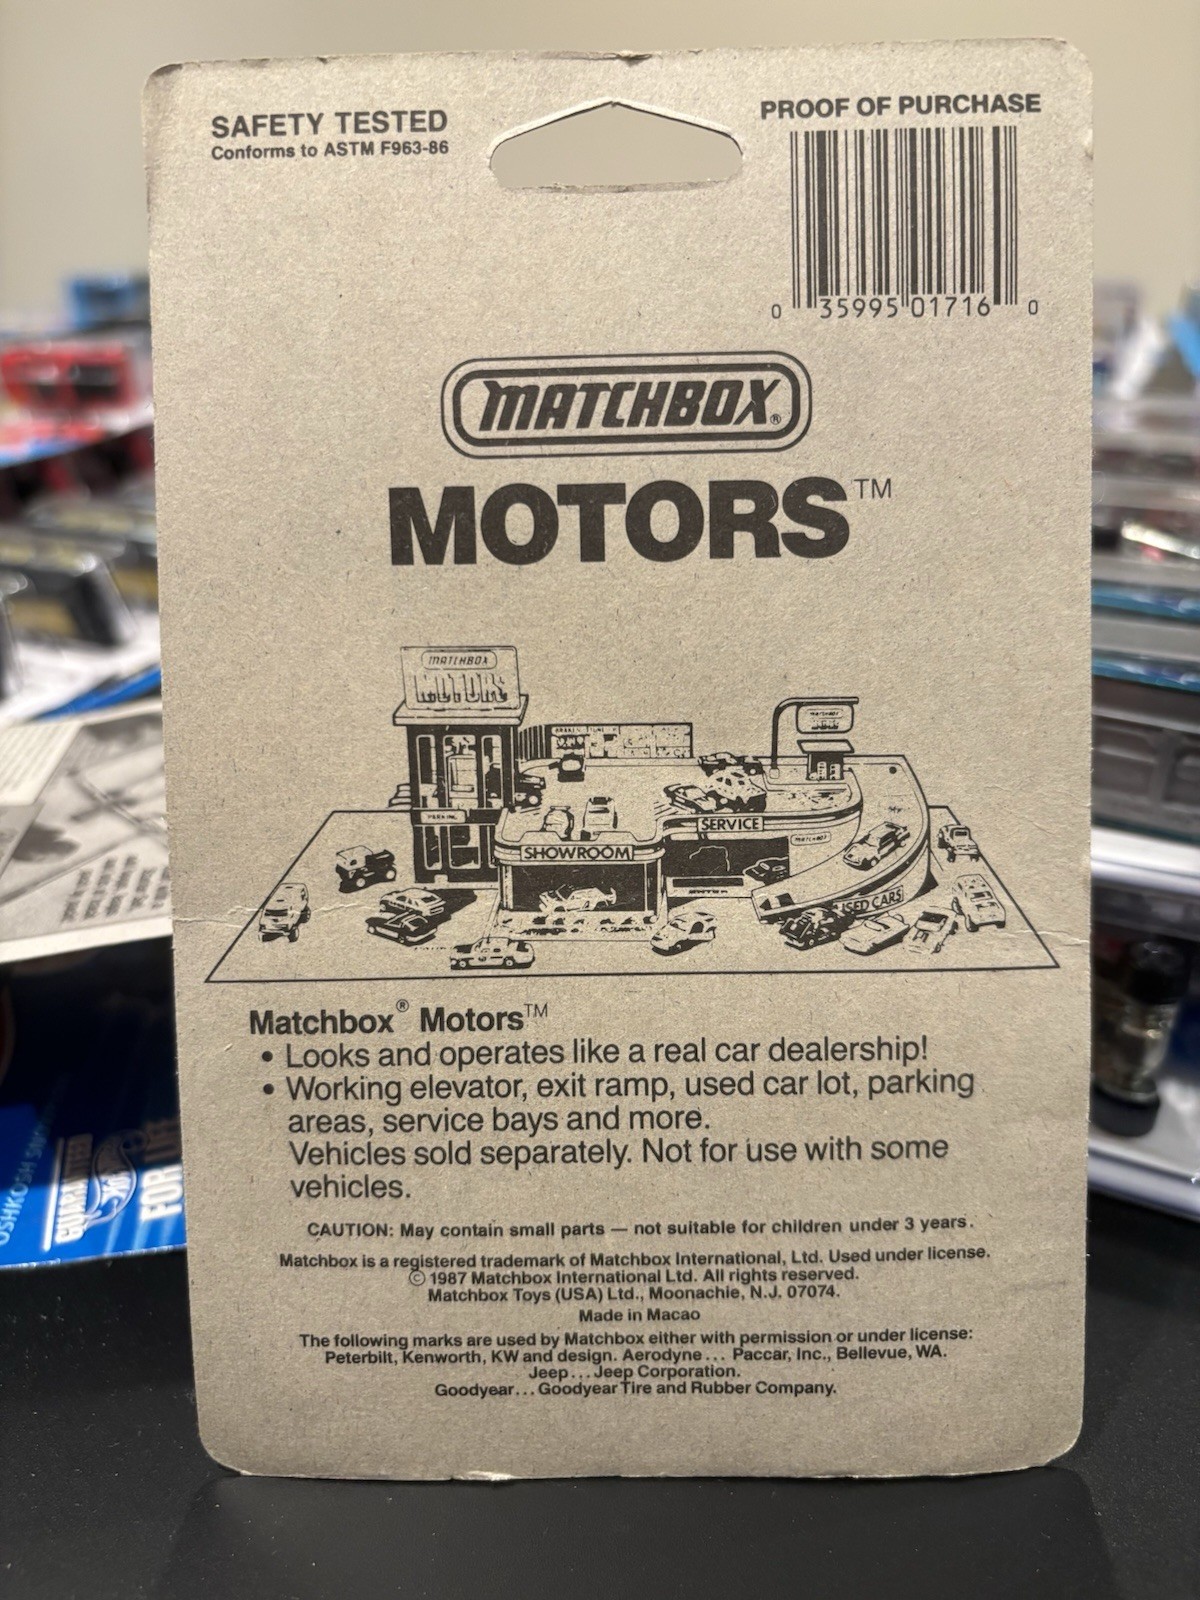 SAFETY TESTED
Conforms to ASTM F963-86
PROOF OF PURCHASE
0 35995 01716 0
MATCHBOX®
MOTORS™
MATCHBOX
MOTORS
SHOWROOM
SERVICE
MATCHBOX
USED CARS
Matchbox® Motors™
• Looks and operates like a real car dealership!
• Working elevator, exit ramp, used car lot, parking
areas, service bays and more.
Vehicles sold separately. Not for use with some
vehicles.
CAUTION: May contain small parts — not suitable for children under 3 years.
Matchbox is a registered trademark of Matchbox International, Ltd. Used under license.
© 1987 Matchbox International Ltd. All rights reserved.
Matchbox Toys (USA) Ltd., Moonachie, N.J. 07074.
Made in Macao
The following marks are used by Matchbox either with permission or under license:
Peterbilt, Kenworth, KW and design. Aerodyne... Paccar, Inc., Bellevue, WA.
Jeep... Jeep Corporation.
Goodyear... Goodyear Tire and Rubber Company.
OSHKOSH
GUARANTEED
FOR